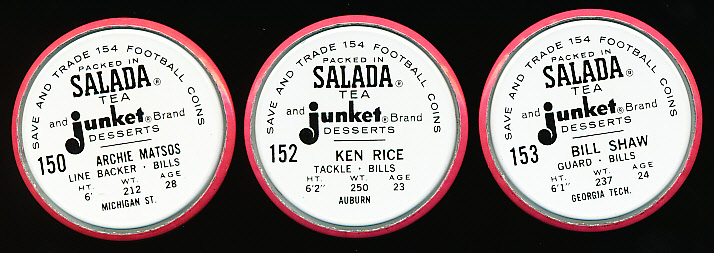 SAVE AND TRADE 154 FOOTBALL COINS
PACKED IN
SALADA®
TEA
and junket® Brand
DESSERTS
150 ARCHIE MATSOS
LINE BACKER · BILLS
HT. WT. AGE
6' 212 28
MICHIGAN ST.
SAVE AND TRADE 154 FOOTBALL COINS
PACKED IN
SALADA®
TEA
and junket® Brand
DESSERTS
152 KEN RICE
TACKLE · BILLS
HT. WT. AGE
6'2" 250 23
AUBURN
SAVE AND TRADE 154 FOOTBALL COINS
PACKED IN
SALADA®
TEA
and junket® Brand
DESSERTS
153 BILL SHAW
GUARD · BILLS
HT. WT. AGE
6'1" 237 24
GEORGIA TECH.